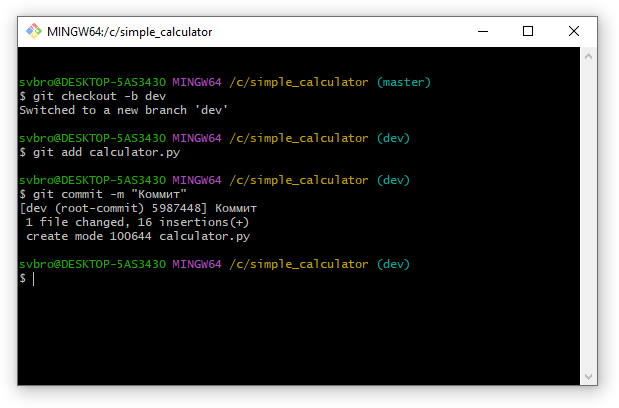 MINGW64:/c/simple_calculator
svbro@DESKTOP-5AS3430 MINGW64 /c/simple_calculator (master)
$ git checkout -b dev
Switched to a new branch 'dev'
svbro@DESKTOP-5AS3430 MINGW64 /c/simple_calculator (dev)
$ git add calculator.py
svbro@DESKTOP-5AS3430 MINGW64 /c/simple_calculator (dev)
$ git commit -m "Коммит"
[dev (root-commit) 5987448] Коммит
1 file changed, 16 insertions(+)
create mode 100644 calculator.py
svbro@DESKTOP-5AS3430 MINGW64 /c/simple_calculator (dev)
$